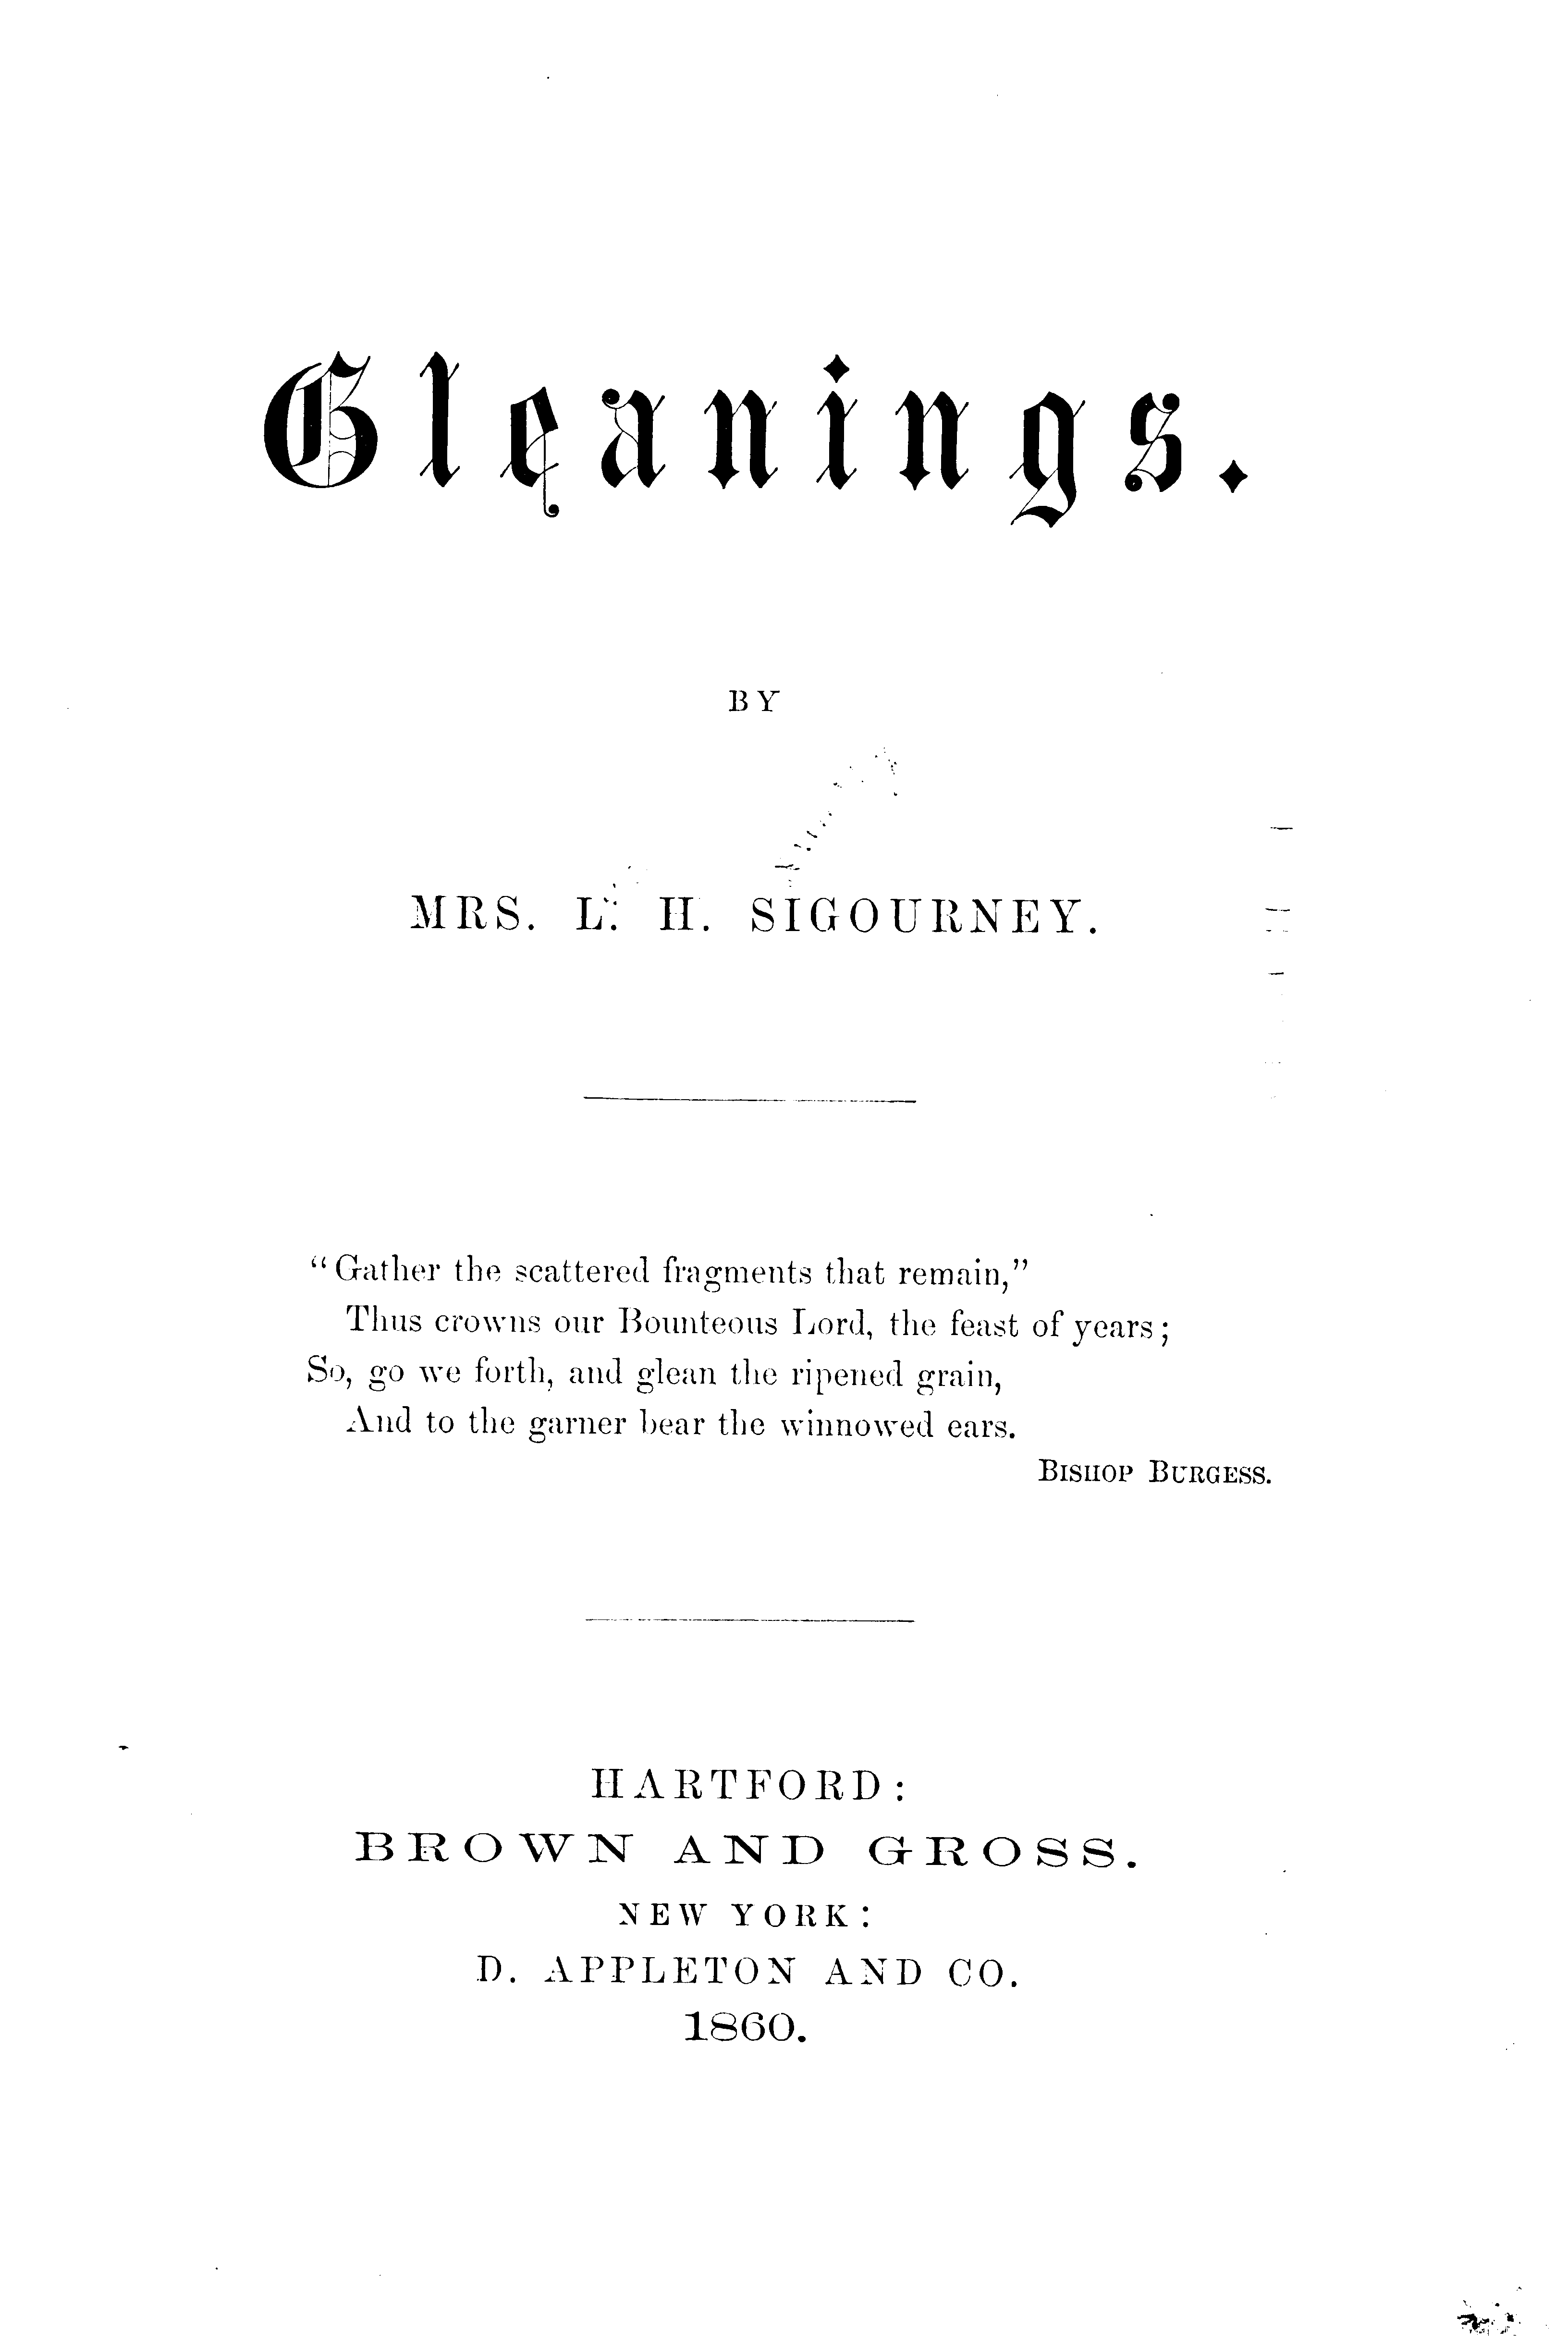 Gleanings.
BY
MRS. L. H. SIGOURNEY.
“Gather the scattered fragments that remain,”
Thus crowns our Bounteous Lord, the feast of years;
So, go we forth, and glean the ripened grain,
And to the garner bear the winnowed ears.
BISHOP BURGESS.
HARTFORD:
BROWN AND GROSS.
NEW YORK:
D. APPLETON AND CO.
1860.